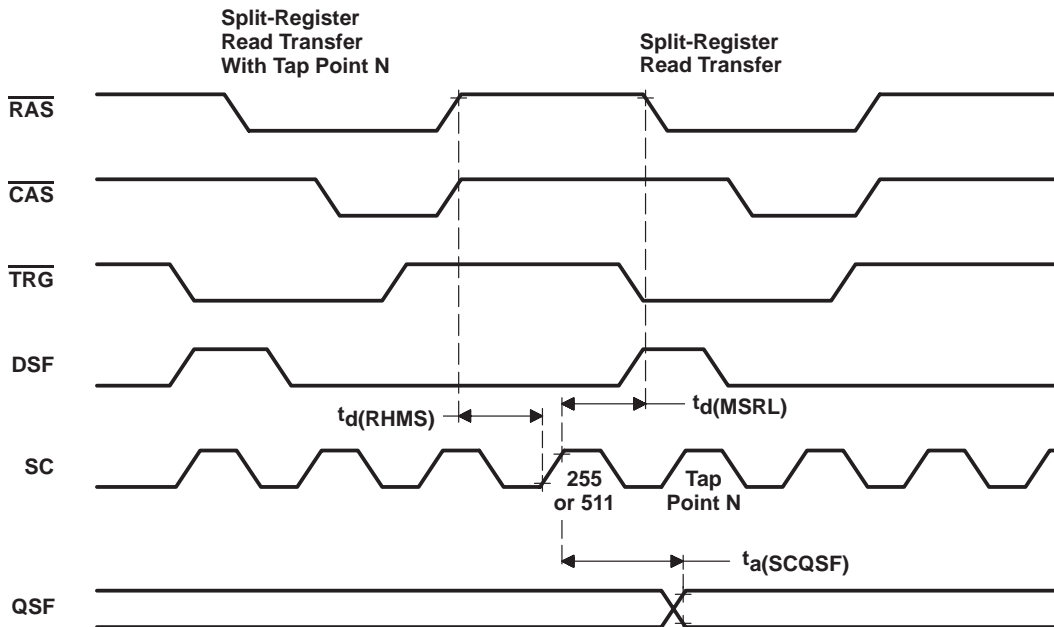 Split-Register
Read Transfer
With Tap Point N
Split-Register
Read Transfer
RAS
CAS
TRG
DSF
td(RHMS)
td(MSRL)
SC
255
or 511
Tap
Point N
ta(SCQSF)
QSF